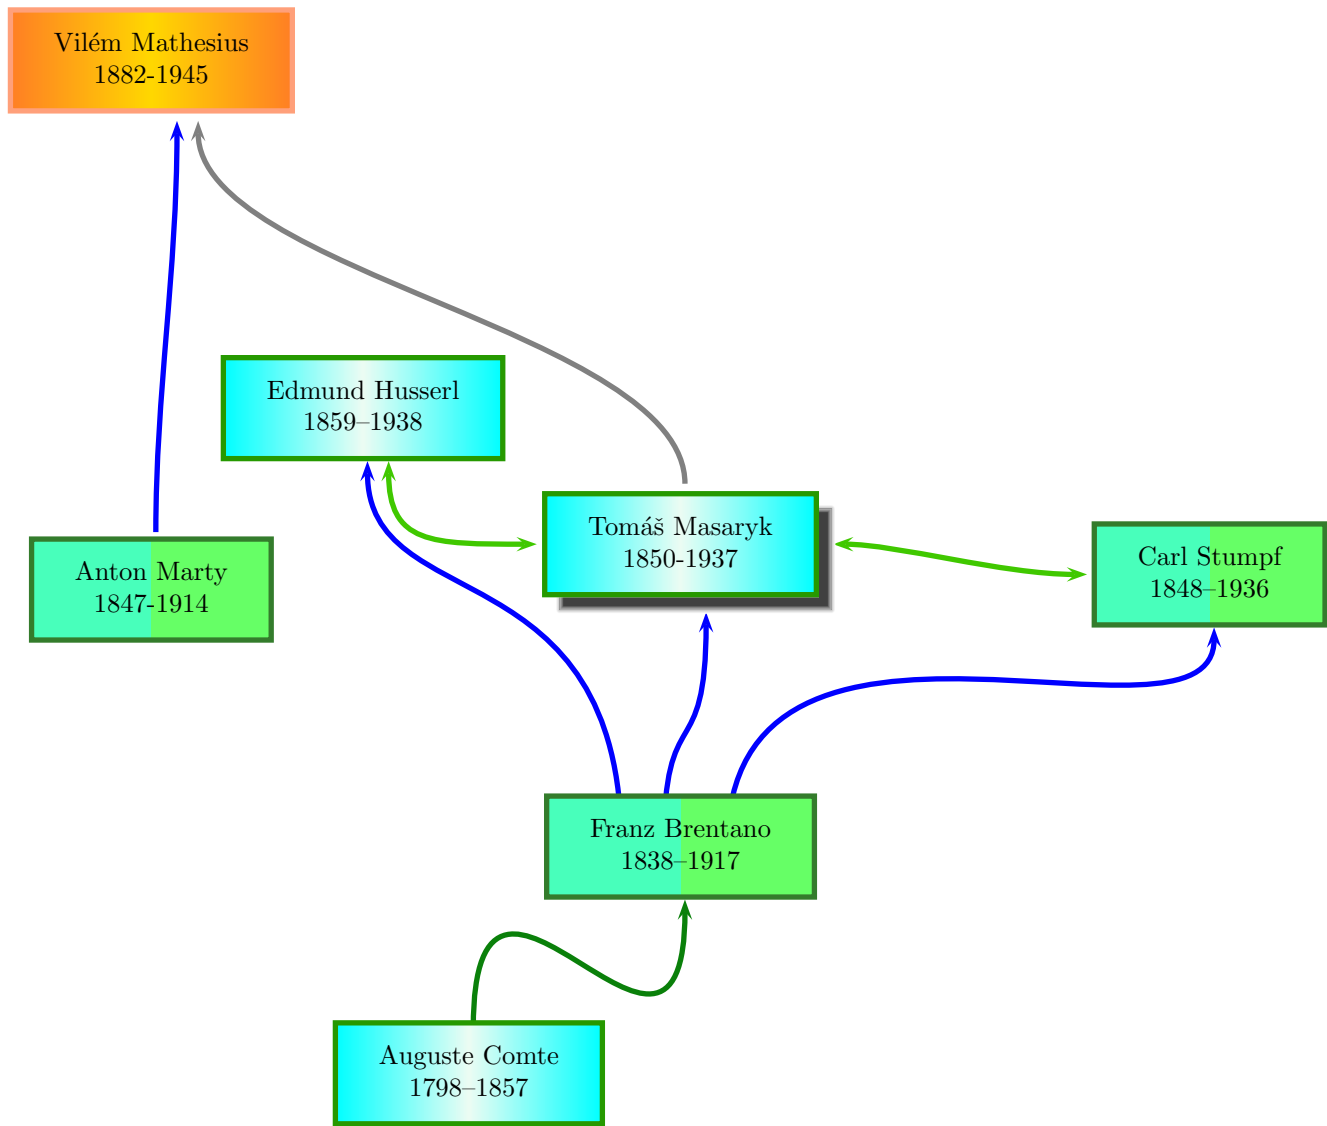 Vilém Mathesius
1882-1945
Edmund Husserl
1859–1938
Tomáš Masaryk
1850-1937
Carl Stumpf
1848–1936
Anton Marty
1847-1914
Franz Brentano
1838–1917
Auguste Comte
1798–1857